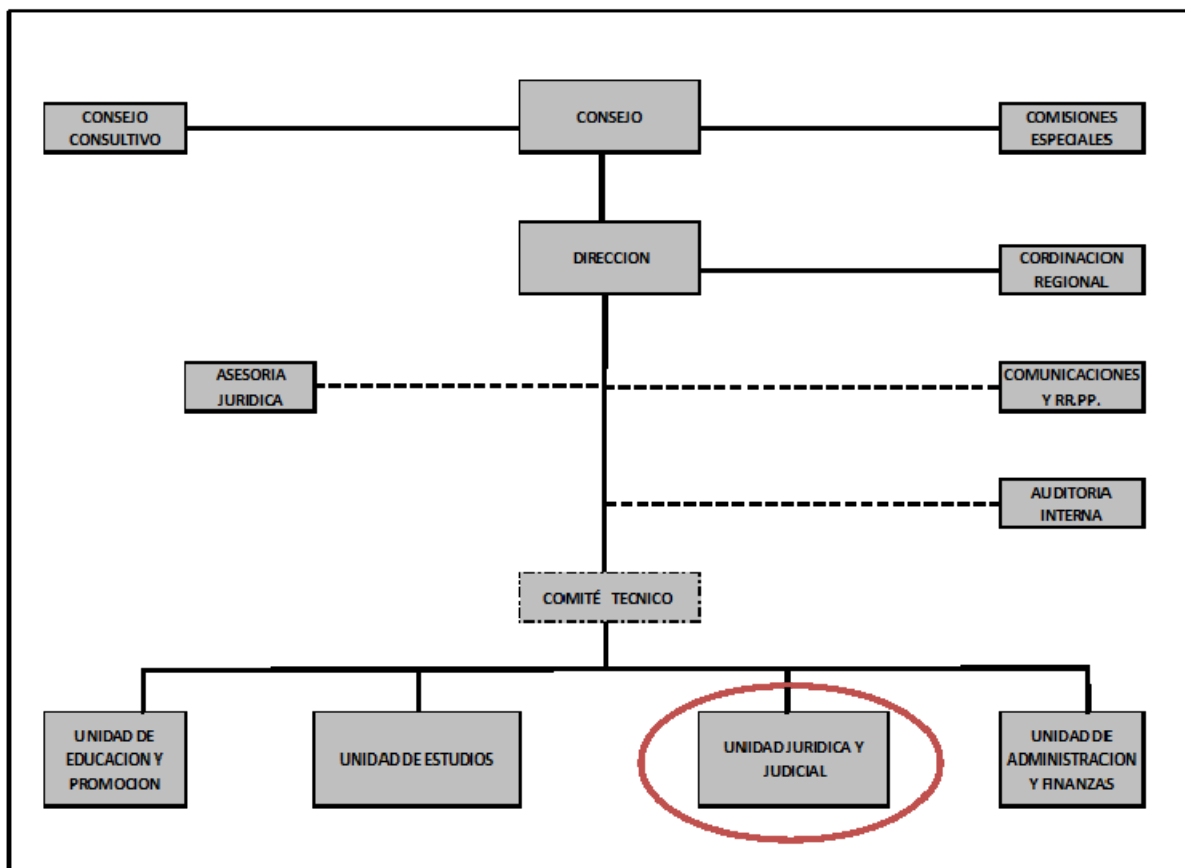 CONSEJO
CONSULTIVO
CONSEJO
COMISIONES
ESPECIALES
DIRECCION
CORDINACION
REGIONAL
ASESORIA
JURIDICA
COMUNICACIONES
Y RR.PP.
AUDITORIA
INTERNA
COMITÉ TECNICO
UNIDAD DE
EDUCACION Y
PROMOCION
UNIDAD DE ESTUDIOS
UNIDAD JURIDICA Y
JUDICIAL
UNIDAD DE
ADMINISTRACION
Y FINANZAS